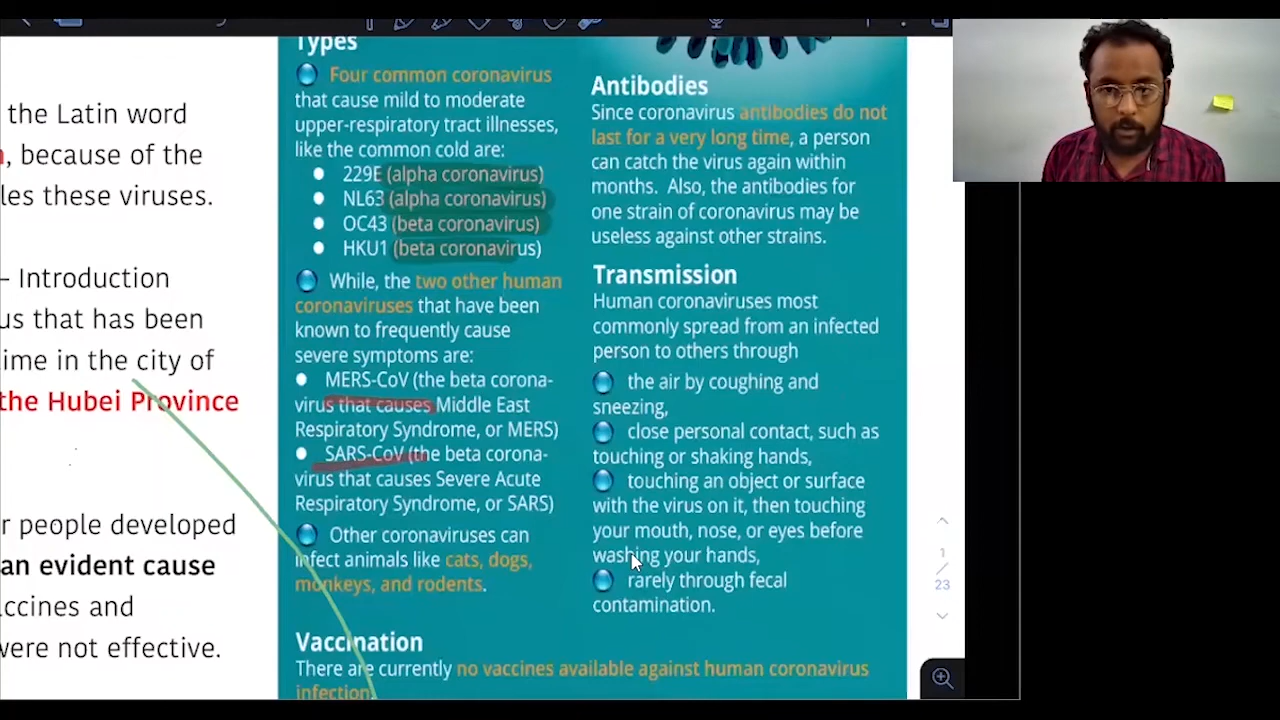 the Latin word
, because of the
les these viruses.
– Introduction
us that has been
time in the city of
the Hubei Province
r people developed
an evident cause
accines and
were not effective.
Types
Four common coronavirus
that cause mild to moderate
upper-respiratory tract illnesses,
like the common cold are:
229E (alpha coronavirus)
NL63 (alpha coronavirus)
OC43 (beta coronavirus)
HKU1 (beta coronavirus)
While, the two other human
coronaviruses that have been
known to frequently cause
severe symptoms are:
MERS-CoV (the beta corona-
virus that causes Middle East
Respiratory Syndrome, or MERS)
SARS-CoV (the beta corona-
virus that causes Severe Acute
Respiratory Syndrome, or SARS)
Other coronaviruses can
infect animals like cats, dogs,
monkeys, and rodents.
Antibodies
Since coronavirus antibodies do not
last for a very long time, a person
can catch the virus again within
months. Also, the antibodies for
one strain of coronavirus may be
useless against other strains.
Transmission
Human coronaviruses most
commonly spread from an infected
person to others through
the air by coughing and
sneezing,
close personal contact, such as
touching or shaking hands,
touching an object or surface
with the virus on it, then touching
your mouth, nose, or eyes before
washing your hands,
rarely through fecal
contamination.
Vaccination
There are currently no vaccines available against human coronavirus
infection.
1
/
23